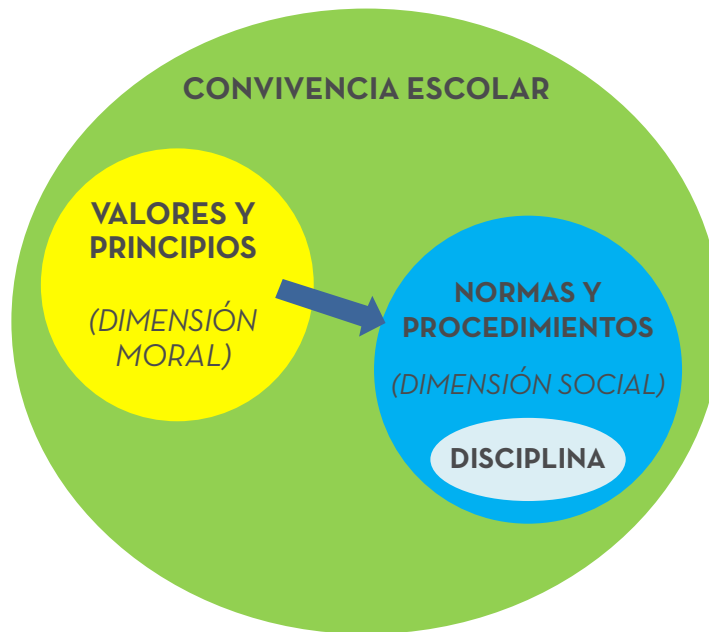 CONVIVENCIA ESCOLAR
VALORES Y
PRINCIPIOS
(DIMENSIÓN
MORAL)
NORMAS Y
PROCEDIMIENTOS
(DIMENSIÓN SOCIAL)
DISCIPLINA